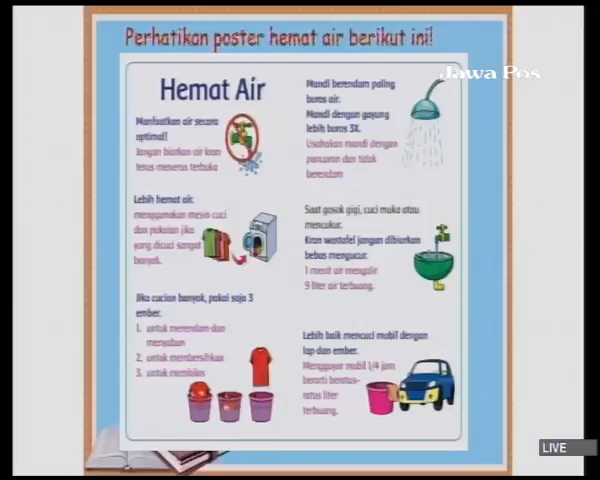 Perhatikan poster hemat air berikut ini!
Jawa Pos
Hemat Air
Manfaatkan air secara
optimal!
Jangan biarkan air kran
terus menerus terbuka
Lebih hemat air.
menggunakan mesin cuci
dan pakaian jika
yang dicuci sangat
banyak.
Jika cucian banyak, pakai saja 3
ember.
1. untuk merendam dan
menyabun
2. untuk membersihkan
3. untuk membilas
Mandi berendam paling
boros air.
Mandi dengan gayung
lebih boros 3X.
Usahakan mandi dengan
pancuran dan tidak
berendam
Saat gosok gigi, cuci muka atau
mencukur.
Kran wastafel jangan dibiarkan
bebas mengucur.
1 menit air mengalir
9 liter air terbuang.
Lebih baik mencuci mobil dengan
lap dan ember.
Mengguyur mobil 1/4 jam
berarti beratus-
ratus liter
terbuang.
LIVE